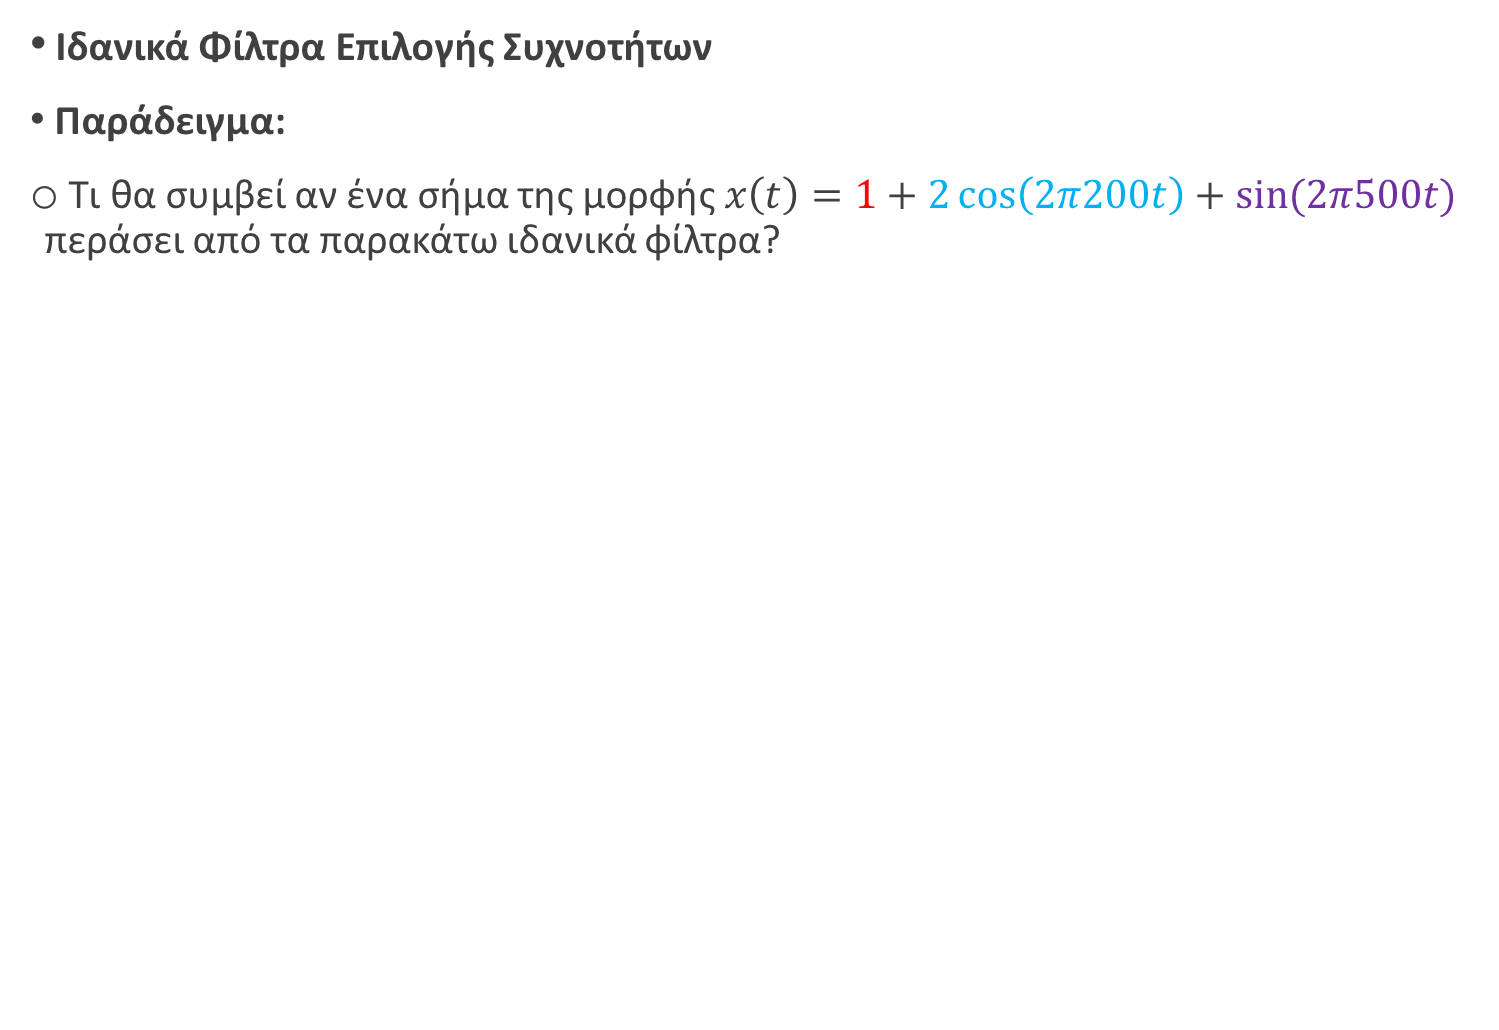 • Ιδανικά Φίλτρα Επιλογής Συχνοτήτων
• Παράδειγμα:
○ Τι θα συμβεί αν ένα σήμα της μορφής x(t) = 1 + 2 cos(2π200t) + sin(2π500t)
περάσει από τα παρακάτω ιδανικά φίλτρα?